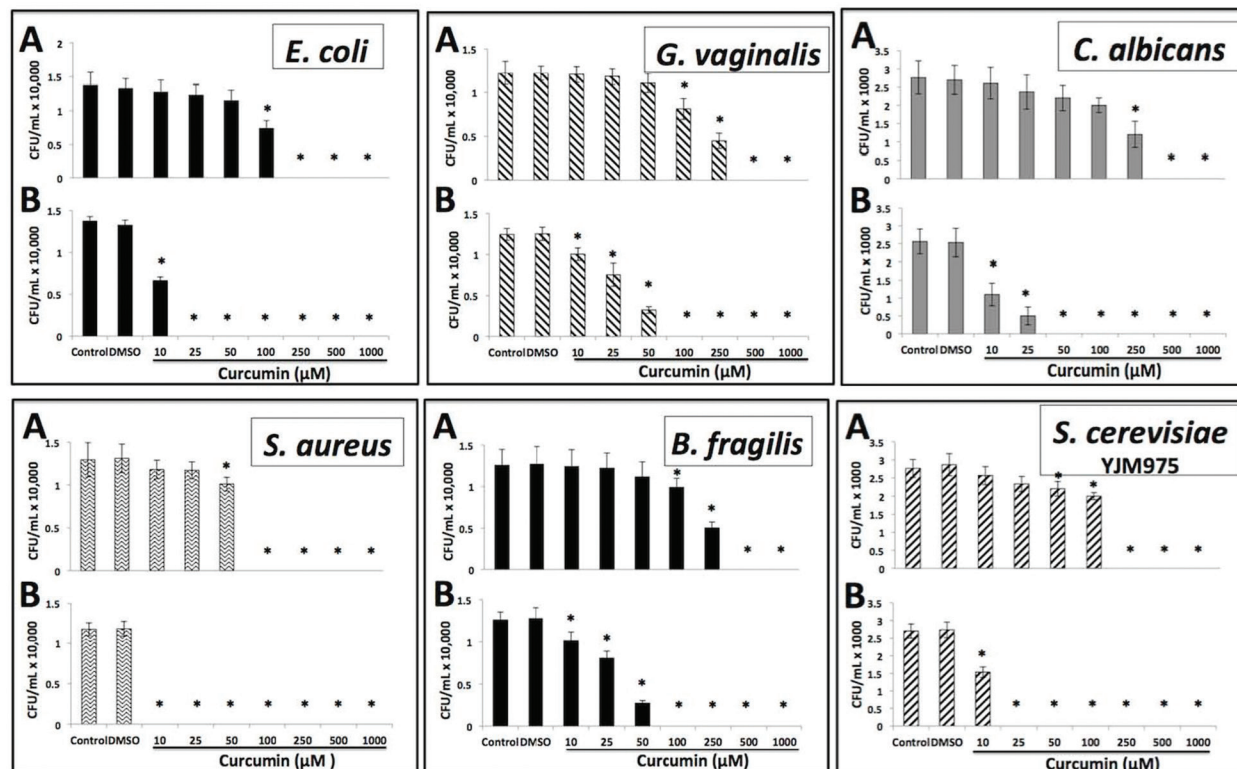 A
E. coli
CFU/mL x 10,000
2
1.5
1
0.5
0
*
* * *
B
CFU/mL x 10,000
1.5
1
0.5
0
*
* * * * * *
Control DMSO 10 25 50 100 250 500 1000
Curcumin (µM)
A
G. vaginalis
CFU/mL x 10,000
1.5
1
0.5
0
* *
* *
B
CFU/mL x 10,000
1.5
1
0.5
0
* * *
* * * *
Control DMSO 10 25 50 100 250 500 1000
Curcumin (µM)
A
C. albicans
CFU/mL x 1000
3.5
3
2.5
2
1.5
1
0.5
0
*
* *
B
CFU/mL x 1000
3.5
3
2.5
2
1.5
1
0.5
0
* *
* * * * *
Control DMSO 10 25 50 100 250 500 1000
Curcumin (µM)
A
S. aureus
CFU/mL x 10,000
1.5
1
0.5
0
*
* * * *
B
CFU/mL x 10,000
1.5
1
0.5
0
* * * * * * *
Control DMSO 10 25 50 100 250 500 1000
Curcumin (µM )
A
B. fragilis
CFU/mL x 10,000
1.5
1
0.5
0
* *
* *
B
CFU/mL x 10,000
1.5
1
0.5
0
* * *
* * * *
Control DMSO 10 25 50 100 250 500 1000
Curcumin (µM)
A
S. cerevisiae
YJM975
CFU/mL x 1000
3.5
3
2.5
2
1.5
1
0.5
0
* *
* * *
B
CFU/mL x 1000
3.5
3
2.5
2
1.5
1
0.5
0
*
* * * * * *
Control DMSO 10 25 50 100 250 500 1000
Curcumin (µM)